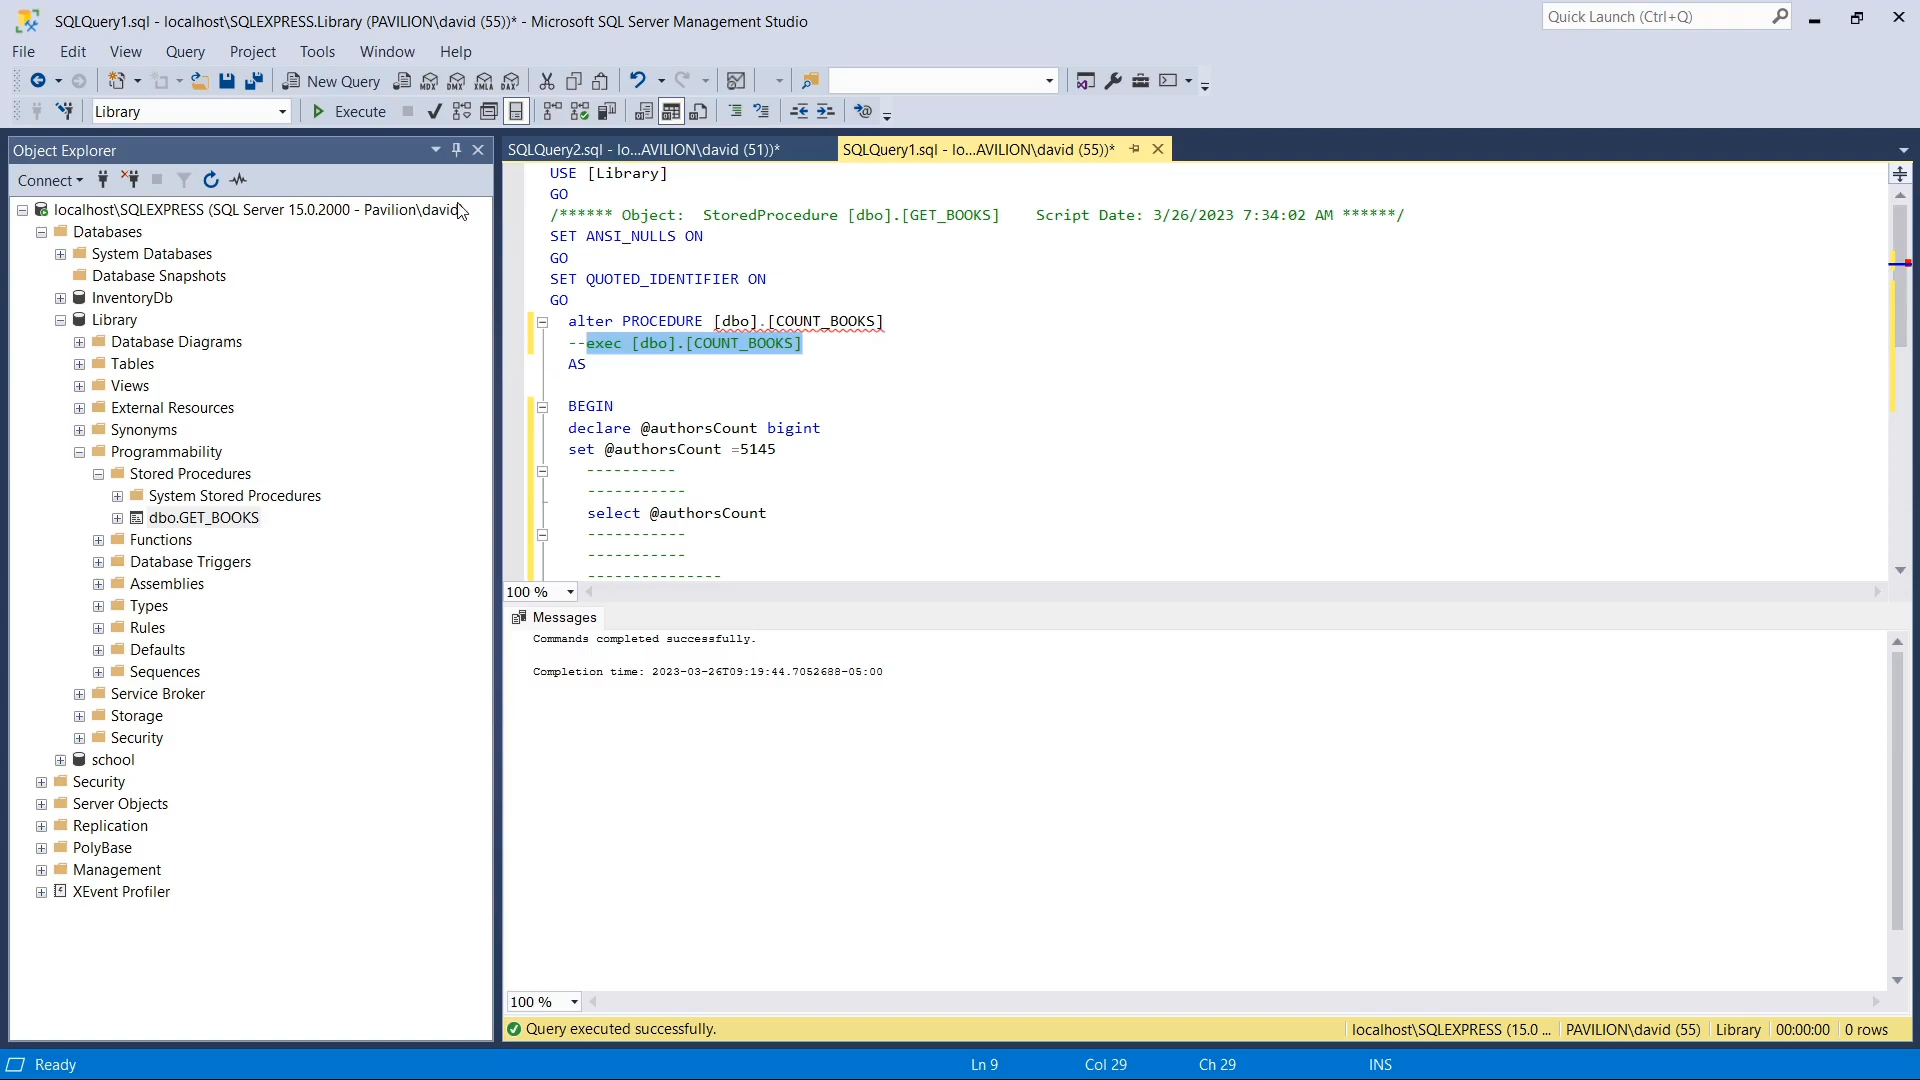 SQLQuery1.sql - localhost\SQLEXPRESS.Library (PAVILION\david (55))* - Microsoft SQL Server Management Studio
Quick Launch (Ctrl+Q)
File Edit View Query Project Tools Window Help
New Query MDX DMX XMLA DAX
Library Execute
Object Explorer
Connect
localhost\SQLEXPRESS (SQL Server 15.0.2000 - Pavilion\david
Databases
System Databases
Database Snapshots
InventoryDb
Library
Database Diagrams
Tables
Views
External Resources
Synonyms
Programmability
Stored Procedures
System Stored Procedures
dbo.GET_BOOKS
Functions
Database Triggers
Assemblies
Types
Rules
Defaults
Sequences
Service Broker
Storage
Security
school
Security
Server Objects
Replication
PolyBase
Management
XEvent Profiler
SQLQuery2.sql - lo...AVILION\david (51))* SQLQuery1.sql - lo...AVILION\david (55))*
USE [Library]
GO
/****** Object:  StoredProcedure [dbo].[GET_BOOKS]    Script Date: 3/26/2023 7:34:02 AM ******/
SET ANSI_NULLS ON
GO
SET QUOTED_IDENTIFIER ON
GO
alter PROCEDURE [dbo].[COUNT_BOOKS]
--exec [dbo].[COUNT_BOOKS]
AS
BEGIN
declare @authorsCount bigint
set @authorsCount =5145
----------
-----------
select @authorsCount
-----------
-----------
---------------
100 %
Messages
Commands completed successfully.
Completion time: 2023-03-26T09:19:44.7052688-05:00
100 %
Query executed successfully. localhost\SQLEXPRESS (15.0 ... PAVILION\david (55) Library 00:00:00 0 rows
Ready Ln 9 Col 29 Ch 29 INS